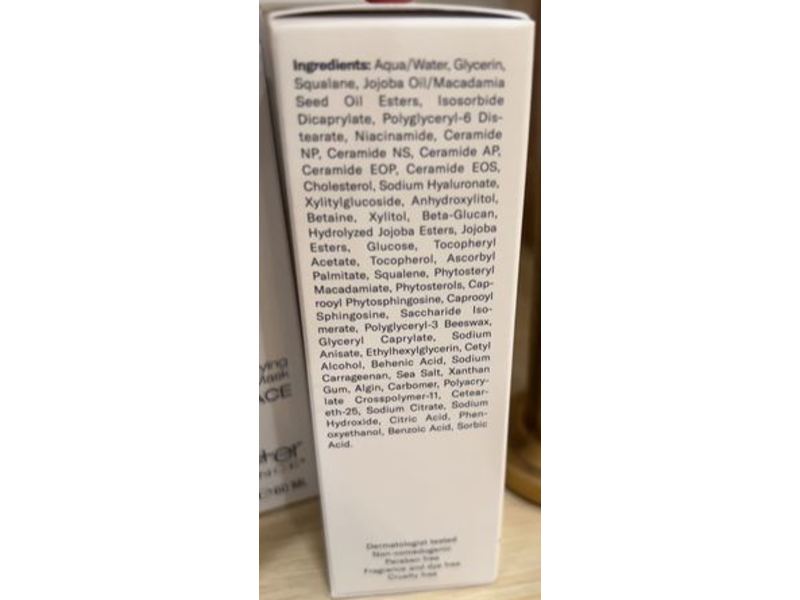 Ingredients: Aqua/Water, Glycerin,
Squalane, Jojoba Oil/Macadamia
Seed Oil Esters, Isosorbide
Dicaprylate, Polyglyceryl-6 Dis-
tearate, Niacinamide, Ceramide
NP, Ceramide NS, Ceramide AP,
Ceramide EOP, Ceramide EOS,
Cholesterol, Sodium Hyaluronate,
Xylitylglucoside, Anhydroxylitol,
Betaine, Xylitol, Beta-Glucan,
Hydrolyzed Jojoba Esters, Jojoba
Esters, Glucose, Tocopheryl
Acetate, Tocopherol, Ascorbyl
Palmitate, Squalene, Phytosteryl
Macadamiate, Phytosterols, Cap-
rooyl Phytosphingosine, Caprooyl
Sphingosine, Saccharide Iso-
merate, Polyglyceryl-3 Beeswax,
Glyceryl Caprylate, Sodium
Anisate, Ethylhexylglycerin, Cetyl
Alcohol, Behenic Acid, Sodium
Carrageenan, Sea Salt, Xanthan
Gum, Algin, Carbomer, Polyacry-
late Crosspolymer-11, Cetear-
eth-25, Sodium Citrate, Sodium
Hydroxide, Citric Acid, Phen-
oxyethanol, Benzoic Acid, Sorbic
Acid.
Dermatologist tested
Non-comedogenic
Paraben free
Fragrance and dye free
Cruelty free